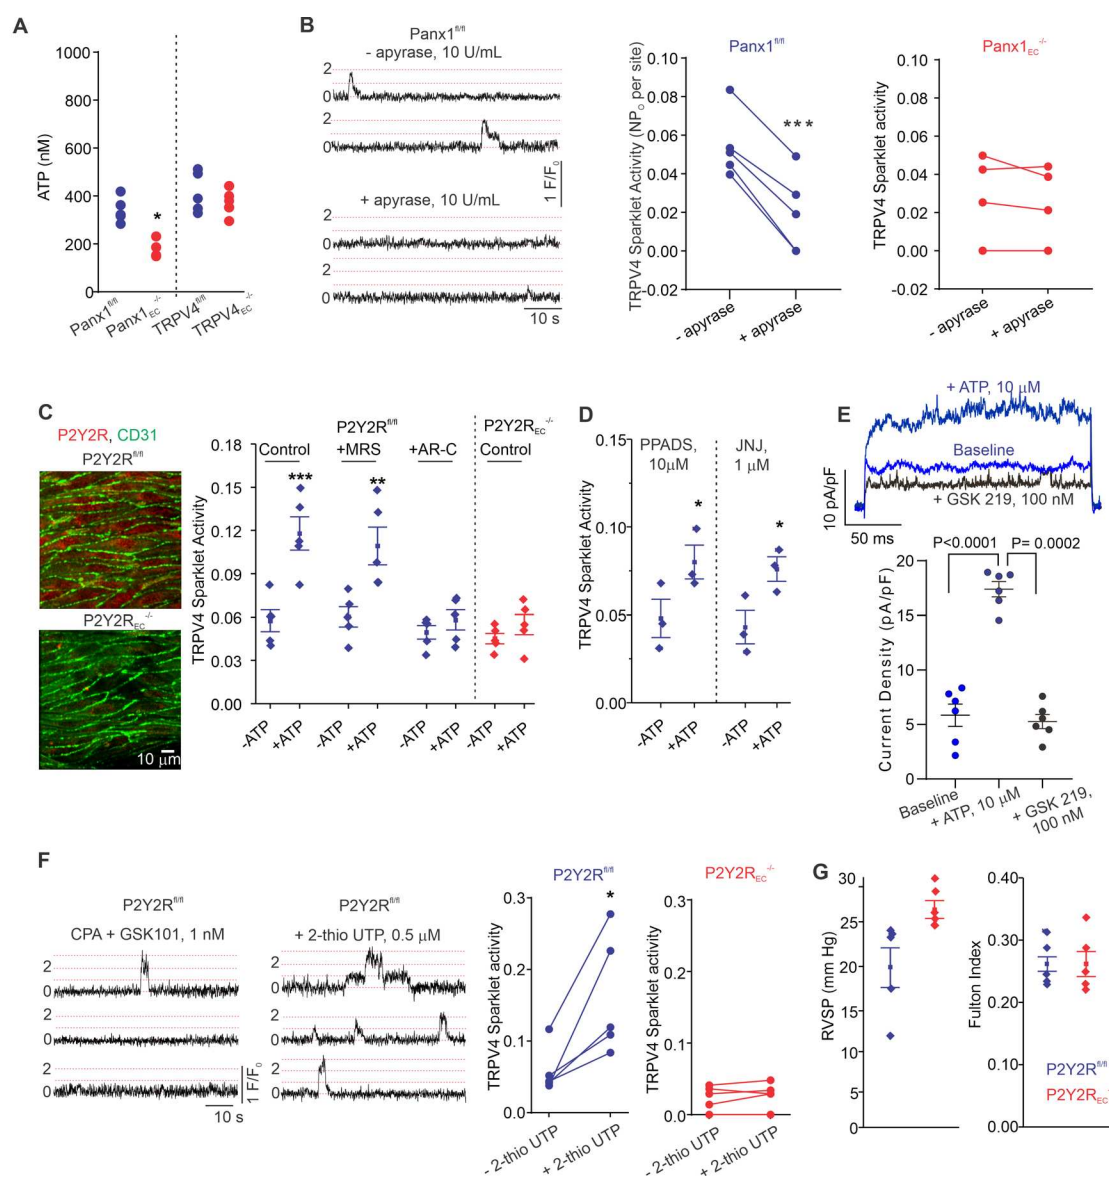 A
1000
800
600
400
200
0
ATP (nM)
*
Panx1fl/fl
Panx1EC-/-
TRPV4fl/fl
TRPV4EC-/-
B
Panx1fl/fl
- apyrase, 10 U/mL
2
0
2
0
1 F/F0
+ apyrase, 10 U/mL
2
0
2
0
10 s
Panx1fl/fl
TRPV4 Sparklet Activity (NPO per site)
0.10
0.08
0.06
0.04
0.02
0.00
-0.02
***
- apyrase
+ apyrase
Panx1EC-/-
TRPV4 Sparklet activity
0.10
0.08
0.06
0.04
0.02
0.00
-0.02
- apyrase
+ apyrase
C
P2Y2R, CD31
P2Y2Rfl/fl
P2Y2REC-/-
10 μm
P2Y2Rfl/fl
P2Y2REC-/-
Control
+MRS
+AR-C
Control
TRPV4 Sparklet Activity
0.18
0.15
0.12
0.09
0.06
0.03
0.00
***
**
-ATP
+ATP
-ATP
+ATP
-ATP
+ATP
-ATP
+ATP
D
PPADS,
10μM
JNJ,
1 μM
TRPV4 Sparklet Activity
0.15
0.10
0.05
0.00
*
*
-ATP
+ATP
-ATP
+ATP
E
+ ATP, 10 μM
Baseline
+ GSK 219, 100 nM
10 pA/pF
50 ms
P<0.0001
P= 0.0002
Current Density (pA/pF)
20
15
10
5
0
Baseline
+ ATP, 10 μM
+ GSK 219,
100 nM
F
P2Y2Rfl/fl
CPA + GSK101, 1 nM
2
0
2
0
2
0
1 F/F0
10 s
P2Y2Rfl/fl
+ 2-thio UTP, 0.5 μM
2
0
2
0
2
0
P2Y2Rfl/fl
TRPV4 Sparklet activity
0.3
0.2
0.1
0.0
*
- 2-thio UTP
+ 2-thio UTP
P2Y2REC-/-
TRPV4 Sparklet activity
0.3
0.2
0.1
0.0
- 2-thio UTP
+ 2-thio UTP
G
RVSP (mm Hg)
30
25
20
15
10
5
0
Fulton Index
0.40
0.30
0.20
0.10
0.00
P2Y2Rfl/fl
P2Y2REC-